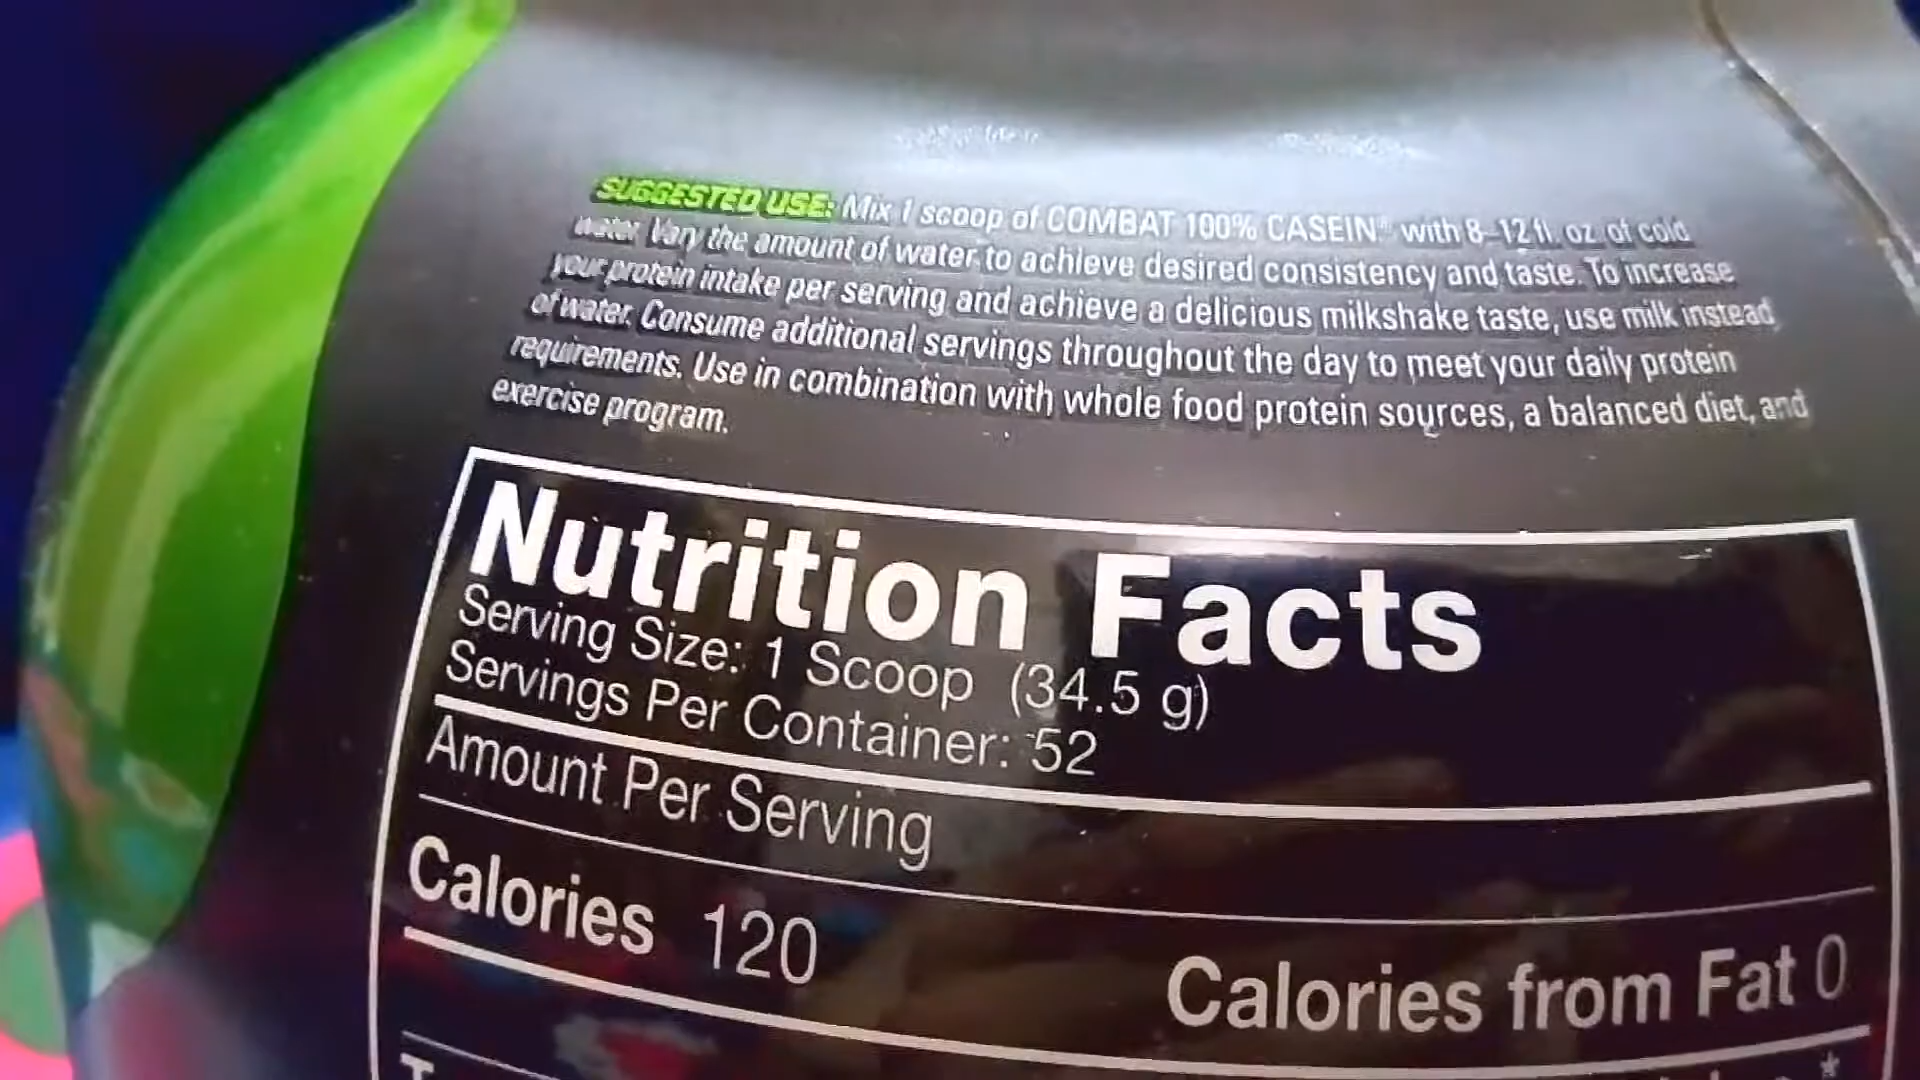 SUGGESTED USE: Mix 1 scoop of COMBAT 100% CASEIN® with 8–12 fl. oz. of cold
water. Vary the amount of water to achieve desired consistency and taste. To increase
your protein intake per serving and achieve a delicious milkshake taste, use milk instead
of water. Consume additional servings throughout the day to meet your daily protein
requirements. Use in combination with whole food protein sources, a balanced diet, and
exercise program.
Nutrition Facts
Serving Size: 1 Scoop (34.5 g)
Servings Per Container: 52
Amount Per Serving
Calories 120
Calories from Fat 0